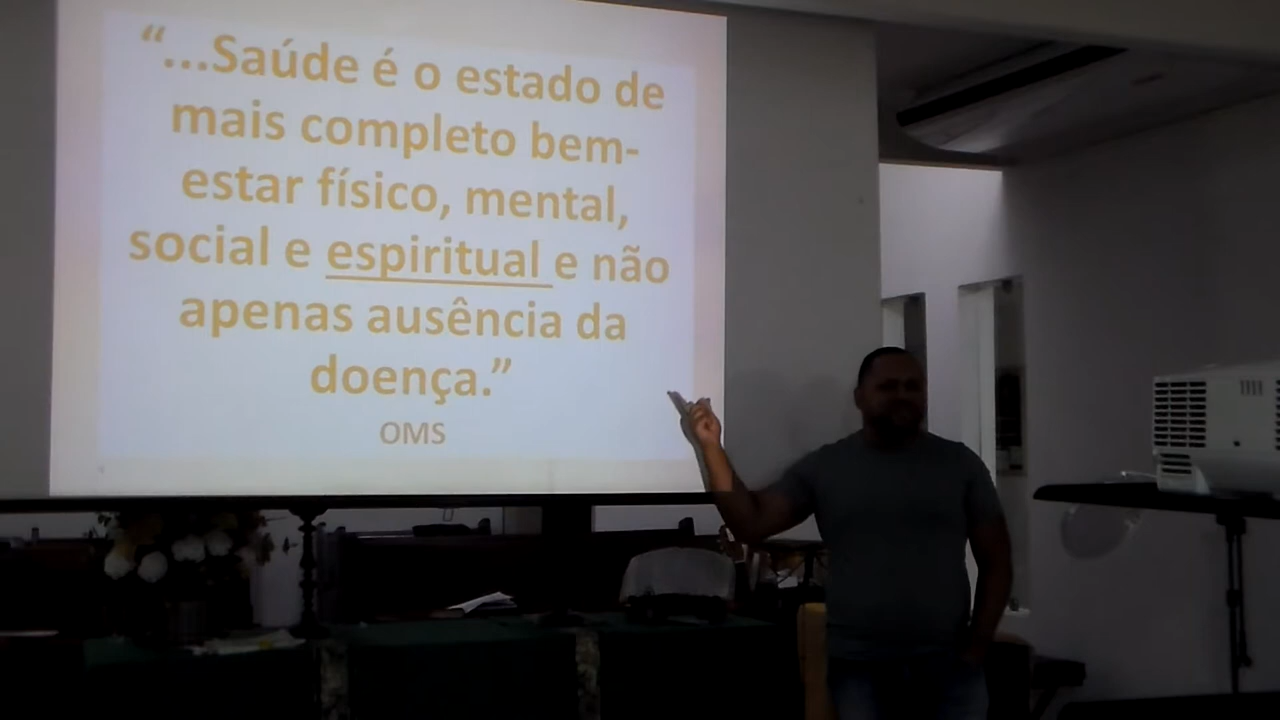 “...Saúde é o estado de
mais completo bem-
estar físico, mental,
social e espiritual e não
apenas ausência da
doença.”
OMS